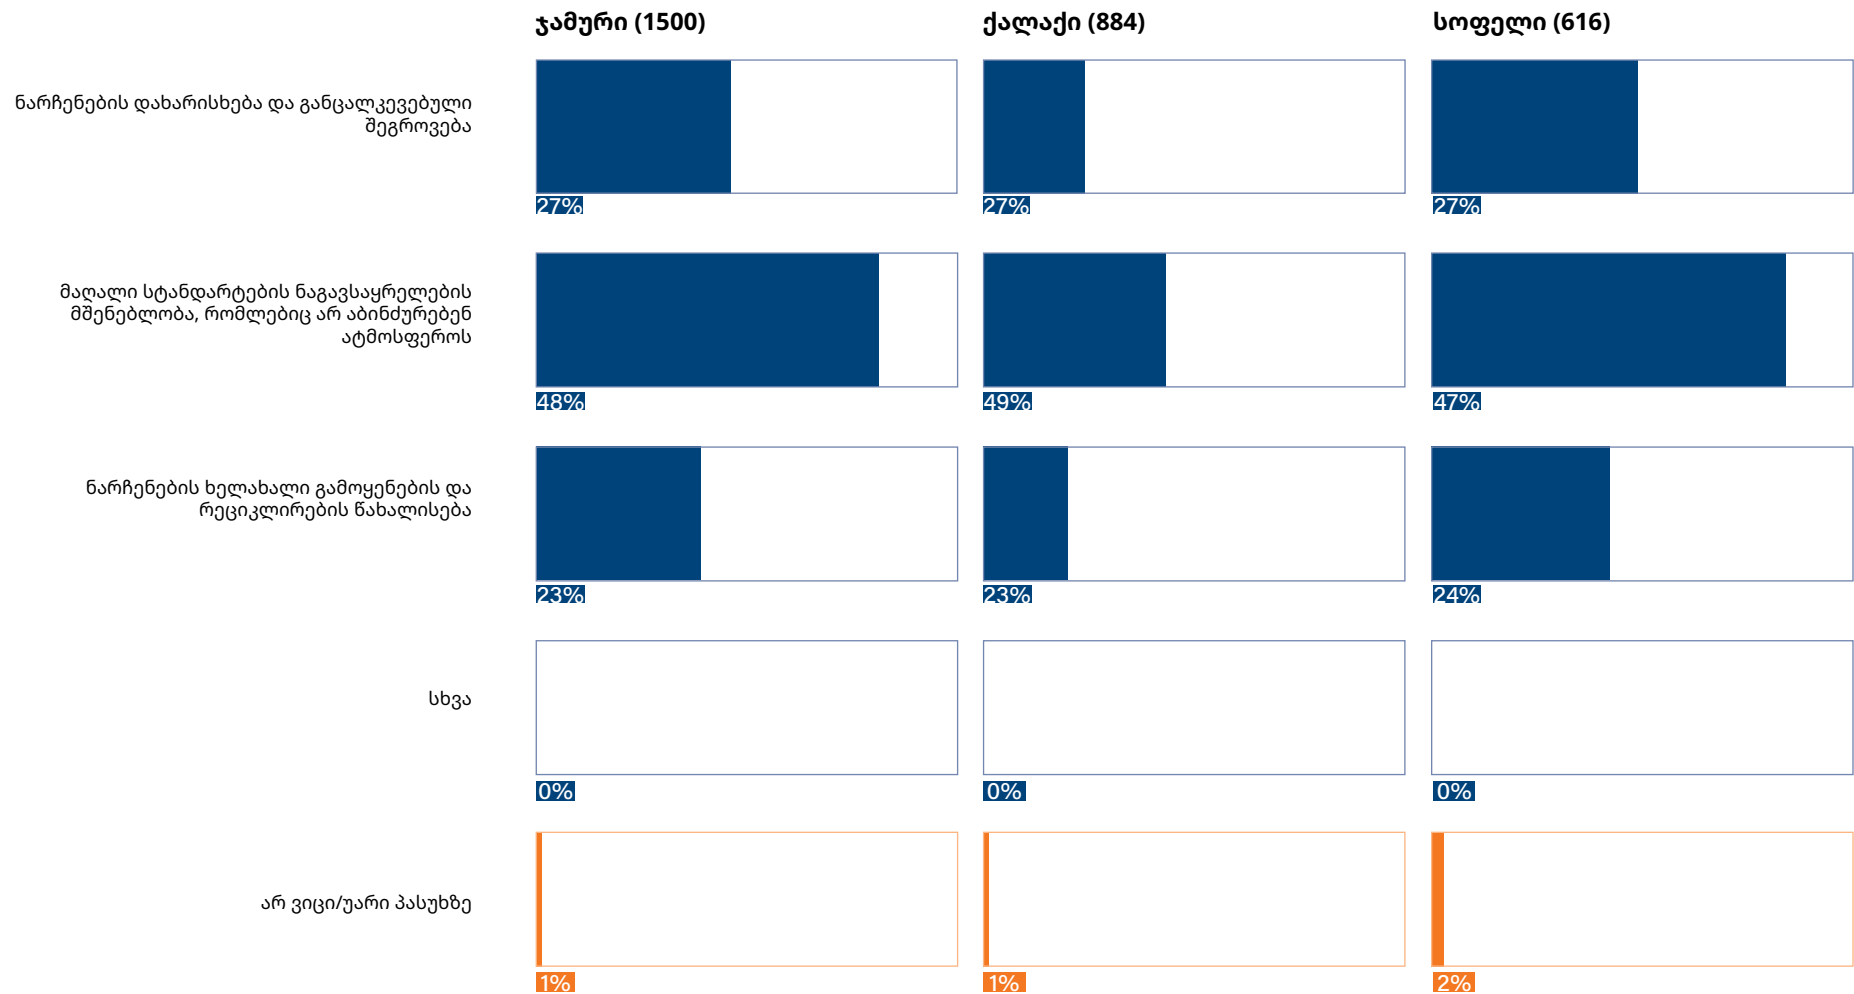 ჯამური (1500)
ქალაქი (884)
სოფელი (616)
ნარჩენების დახარისხება და განცალკევებული
შეგროვება
27%
27%
27%
მაღალი სტანდარტების ნაგავსაყრელების
მშენებლობა, რომლებიც არ აბინძურებენ
ატმოსფეროს
48%
49%
47%
ნარჩენების ხელახალი გამოყენების და
რეციკლირების წახალისება
23%
23%
24%
სხვა
0%
0%
0%
არ ვიცი/უარი პასუხზე
1%
1%
2%